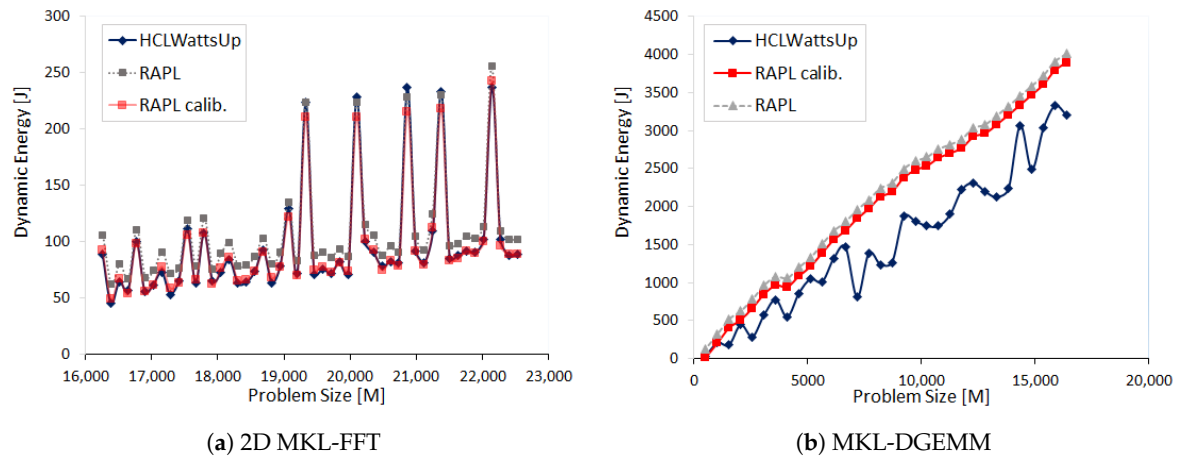 300
250
200
150
100
50
0
Dynamic Energy [J]
HCLWattsUp
RAPL
RAPL calib.
16,000 17,000 18,000 19,000 20,000 21,000 22,000 23,000
Problem Size [M]
(a) 2D MKL-FFT
4500
4000
3500
3000
2500
2000
1500
1000
500
0
Dynamic Energy [J]
HCLWattsUp
RAPL calib.
RAPL
0 5000 10,000 15,000 20,000
Problem Size [M]
(b) MKL-DGEMM